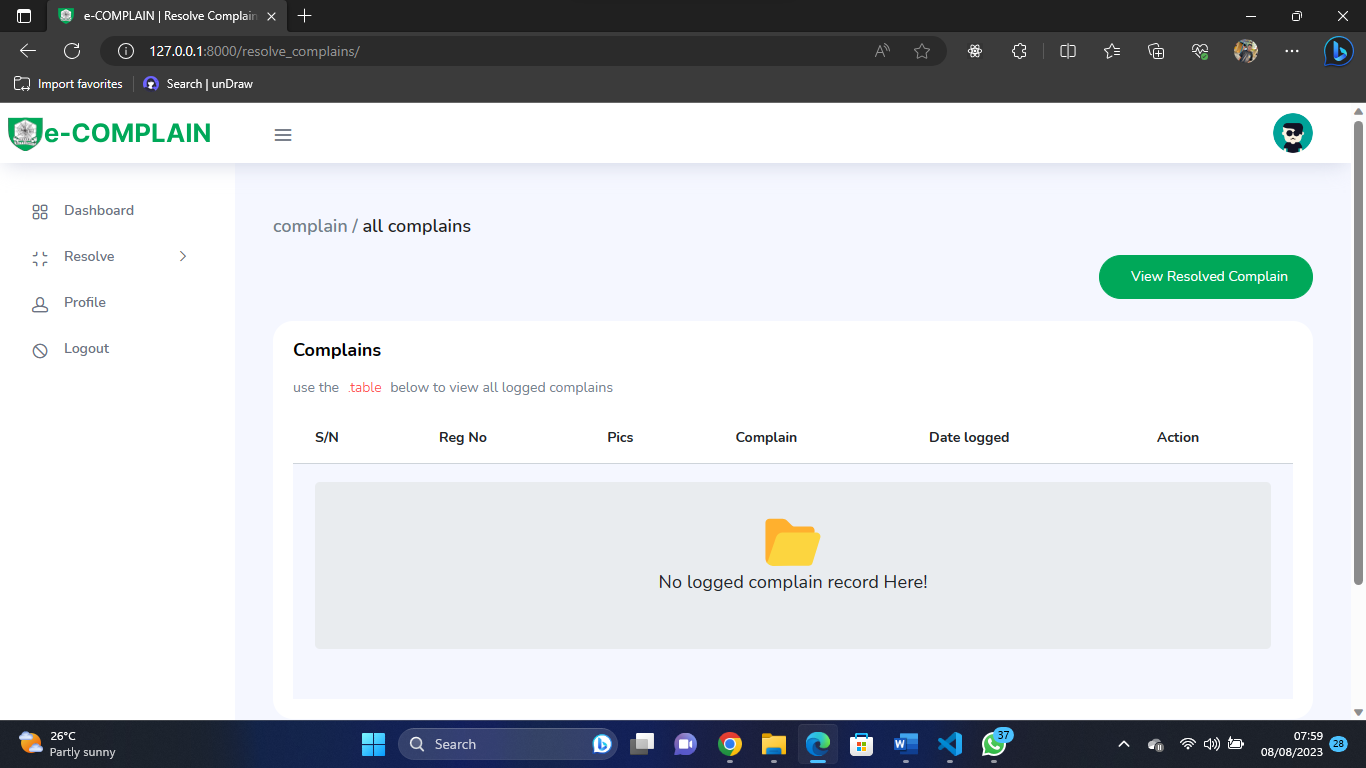 e-COMPLAIN | Resolve Complain
127.0.0.1:8000/resolve_complains/
Import favorites
Search | unDraw
e-COMPLAIN
Dashboard
Resolve
Profile
Logout
complain / all complains
View Resolved Complain
Complains
use the .table below to view all logged complains
S/N Reg No Pics Complain Date logged Action
No logged complain record Here!
26°C
Partly sunny
Search
37
07:59
08/08/2023
28